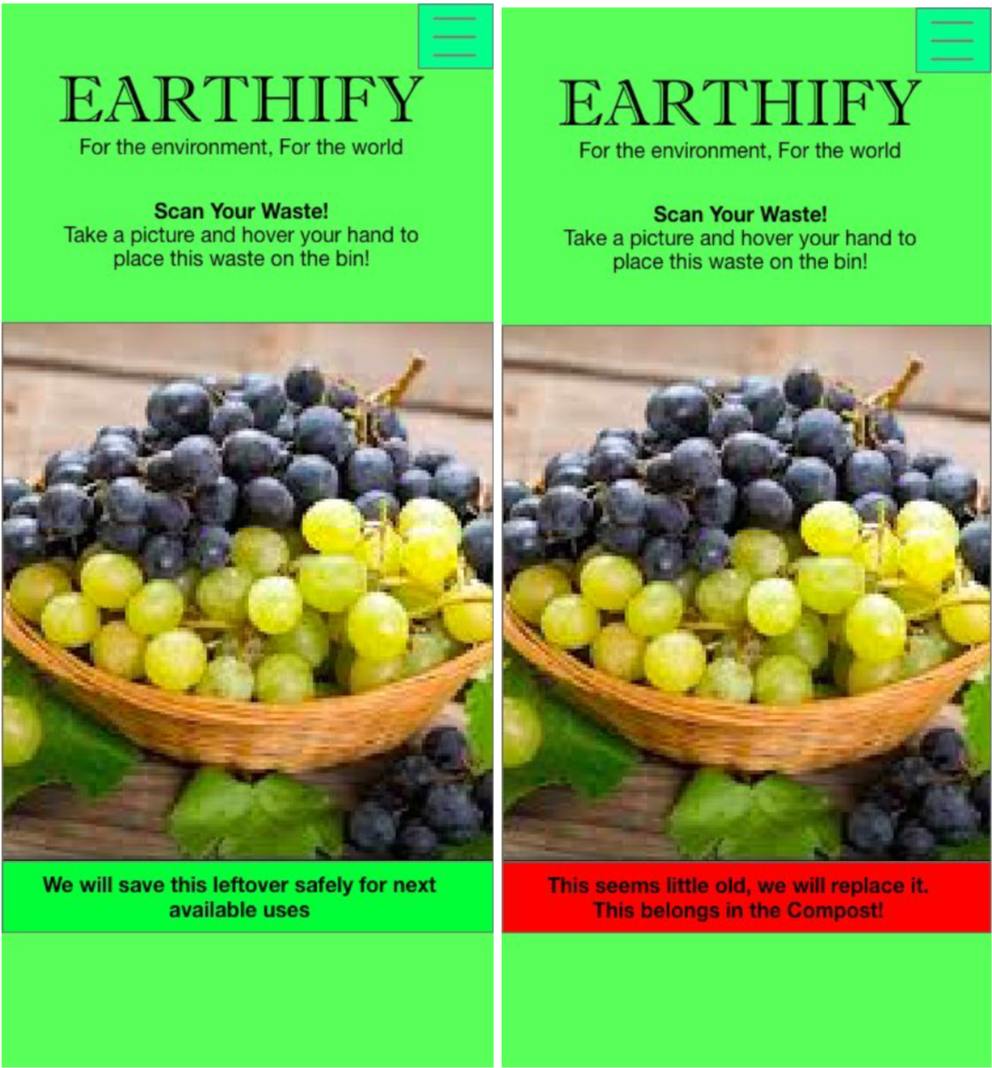 EARTHIFY
For the environment, For the world
Scan Your Waste!
Take a picture and hover your hand to
place this waste on the bin!
We will save this leftover safely for next
available uses
EARTHIFY
For the environment, For the world
Scan Your Waste!
Take a picture and hover your hand to
place this waste on the bin!
This seems little old, we will replace it.
This belongs in the Compost!